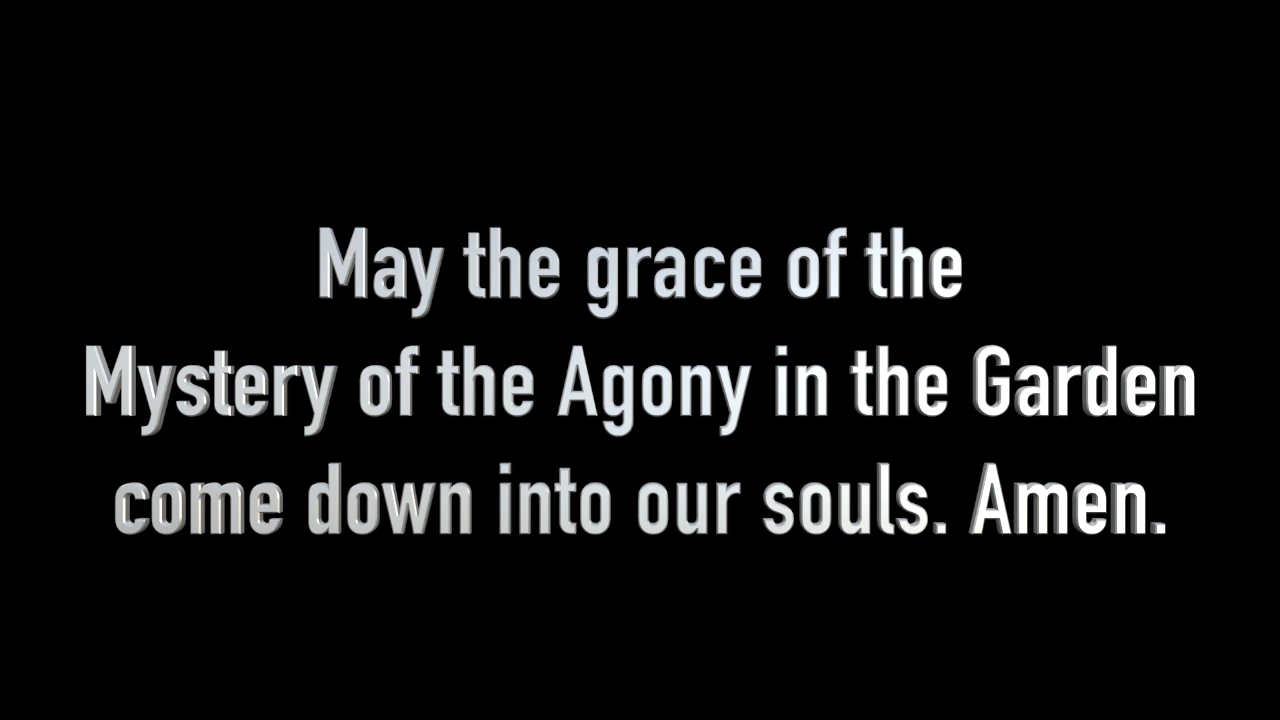 May the grace of the
Mystery of the Agony in the Garden
come down into our souls. Amen.